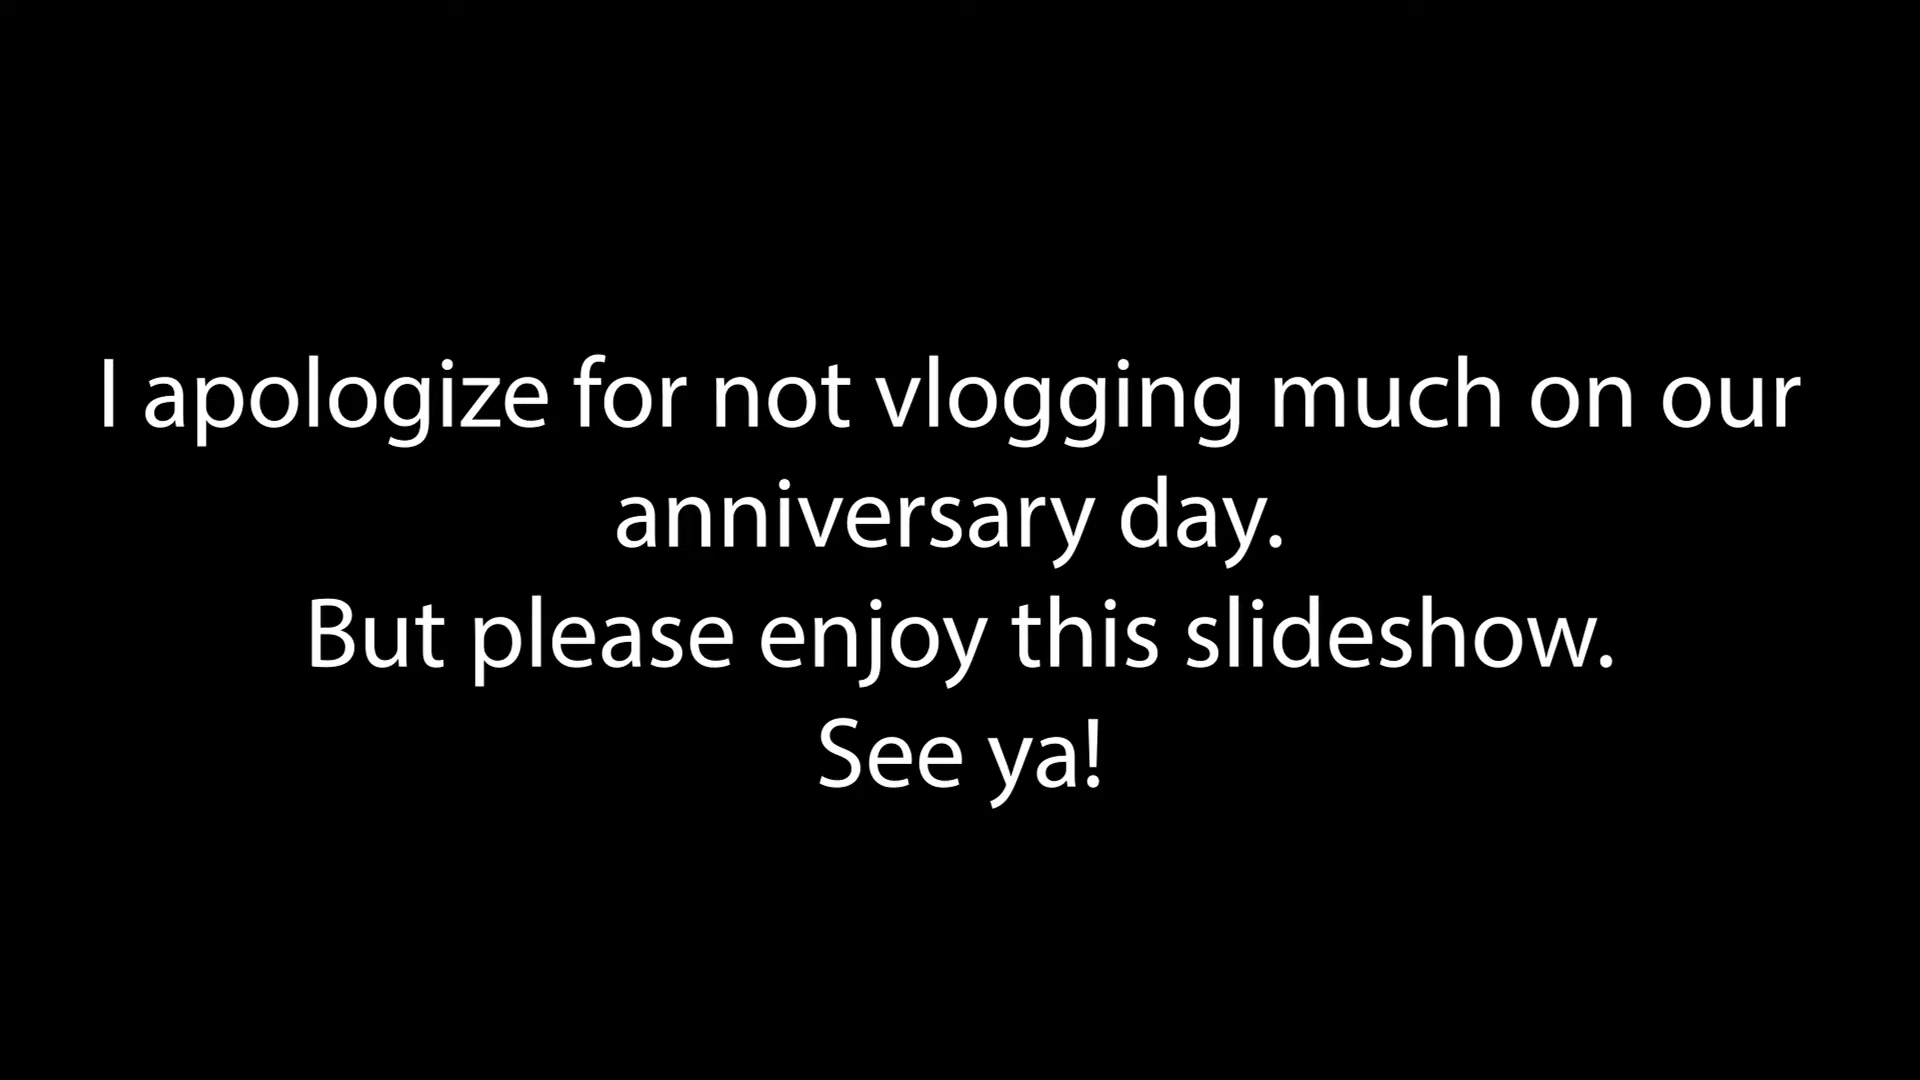 I apologize for not vlogging much on our
anniversary day.
But please enjoy this slideshow.
See ya!